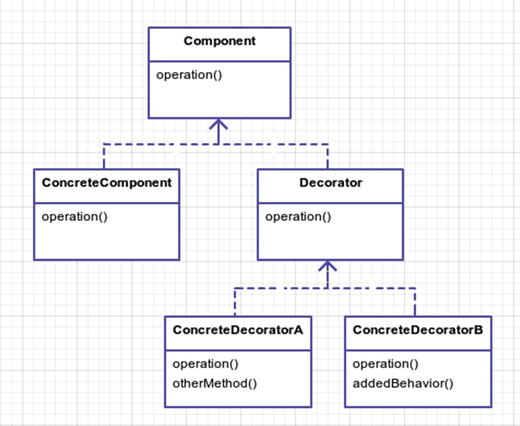 Component
operation()
ConcreteComponent
operation()
Decorator
operation()
ConcreteDecoratorA
operation()
otherMethod()
ConcreteDecoratorB
operation()
addedBehavior()